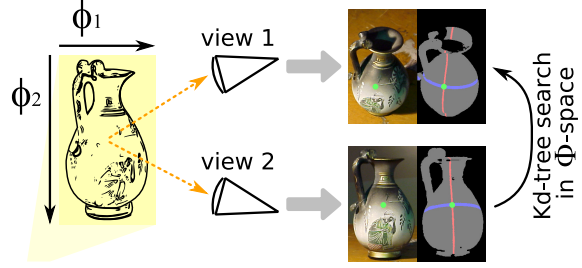 ϕ1
ϕ2
view 1
view 2
Kd-tree search
in Φ-space